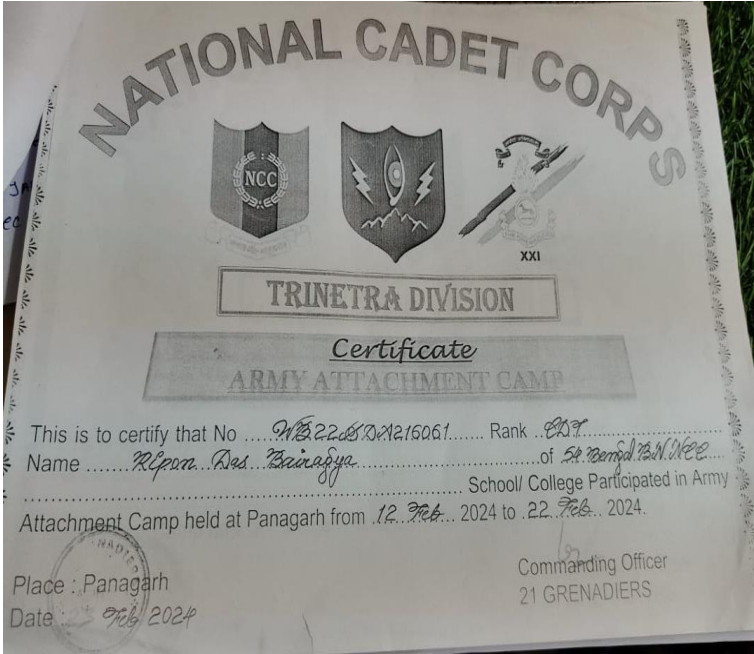 NATIONAL CADET CORPS
NCC
XXI
TRINETRA DIVISION
Certificate
ARMY ATTACHMENT CAMP
This is to certify that No ..... WB22SDA216061....... Rank ..CDT.....................
Name ....... Ripon Das Bairagya...............................of 54 Bengal BN NCC.
........................................................................... School/ College Participated in Army
Attachment Camp held at Panagarh from .12..Feb... 2024 to .22..Feb.. 2024.
Commanding Officer
21 GRENADIERS
Place : Panagarh
Date : Feb 2024